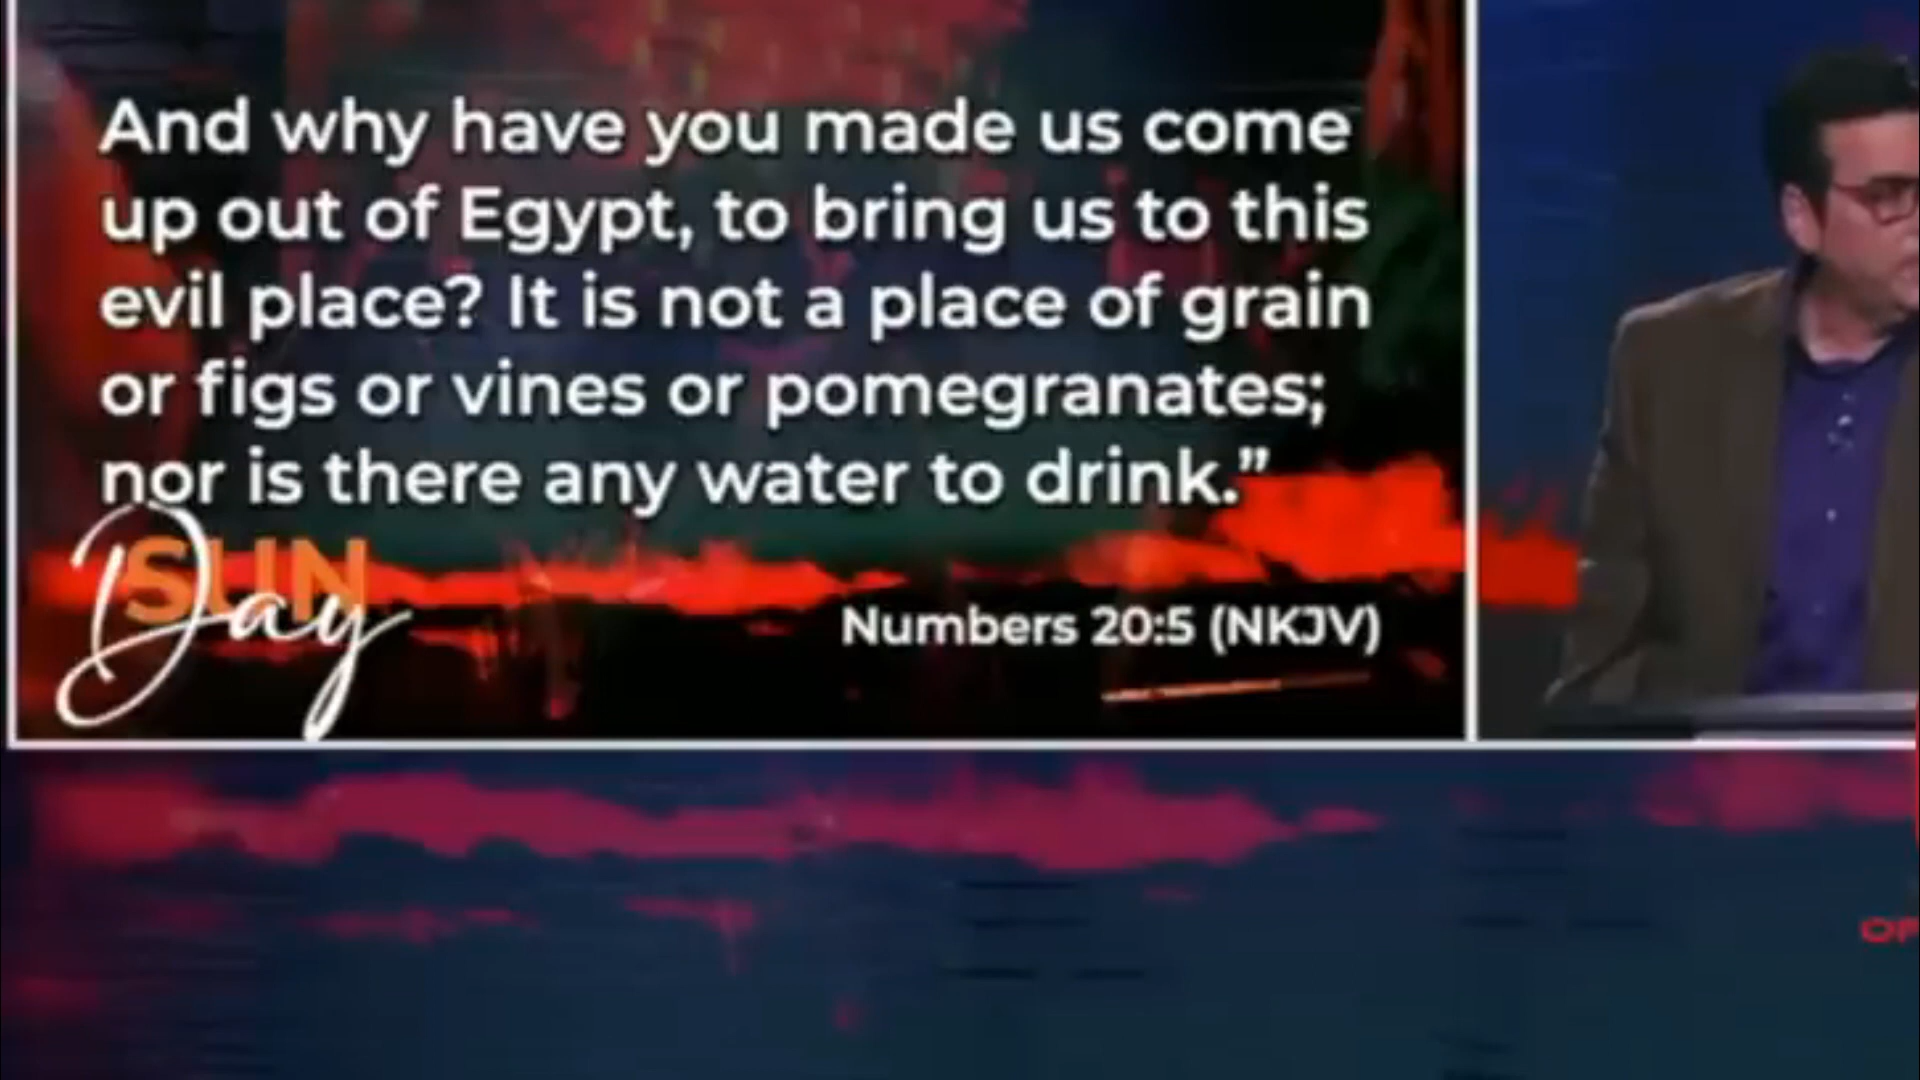 And why have you made us come
up out of Egypt, to bring us to this
evil place? It is not a place of grain
or figs or vines or pomegranates;
nor is there any water to drink.”
SUN
Day
Numbers 20:5 (NKJV)